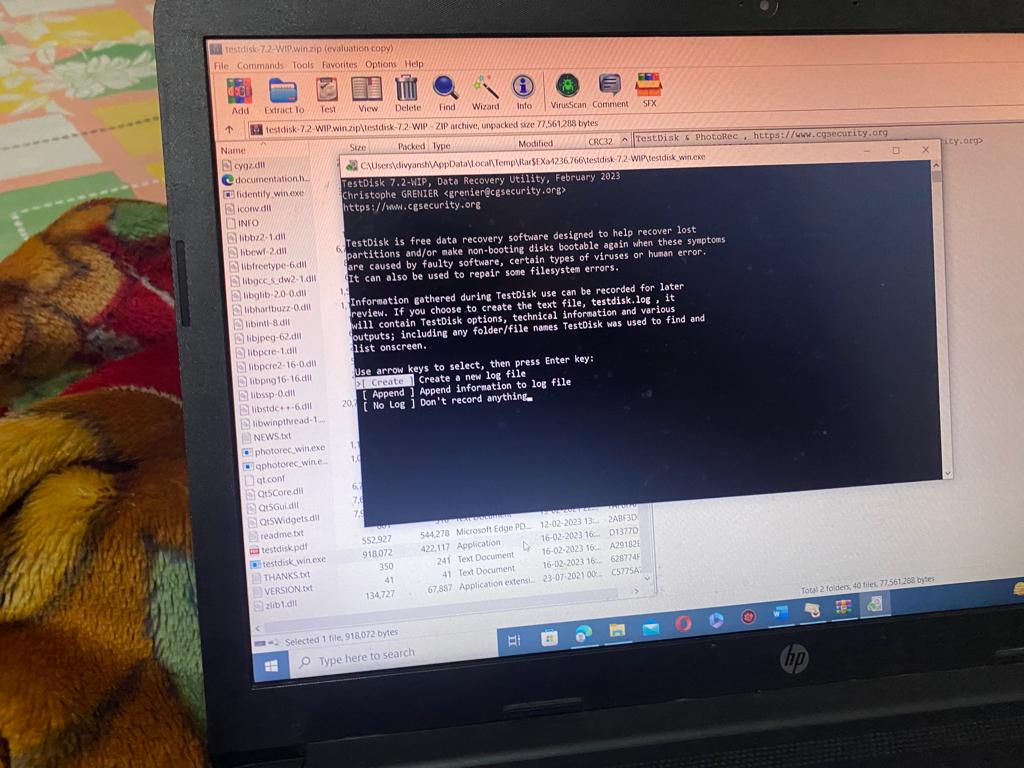 testdisk-7.2-WIP.win.zip (evaluation copy)
File Commands Tools Favorites Options Help
Add Extract To Test View Delete Find Wizard Info VirusScan Comment SFX
testdisk-7.2-WIP.win.zip\testdisk-7.2-WIP - ZIP archive, unpacked size 77,561,288 bytes
Name Size Packed Type Modified CRC32
TestDisk & PhotoRec , https://www.cgsecurity.org
ity.org>
cygz.dll
documentation.h...
fidentify_win.exe
iconv.dll
INFO
libbz2-1.dll
libewf-2.dll
libfreetype-6.dll
libgcc_s_dw2-1.dll
libglib-2.0-0.dll
libharfbuzz-0.dll
libintl-8.dll
libjpeg-62.dll
libpcre-1.dll
libpcre2-16-0.dll
libpng16-16.dll
libssp-0.dll
libstdc++-6.dll
libwinpthread-1...
NEWS.txt
photorec_win.exe
qphotorec_win.e...
qt.conf
Qt5Core.dll
Qt5Gui.dll
Qt5Widgets.dll
readme.txt
testdisk.pdf 552,927 544,278 Microsoft Edge PD... 12-02-2023 13:... 2ABF3D
testdisk_win.exe 918,072 422,117 Application 16-02-2023 16:... D1377D
THANKS.txt 350 241 Text Document 16-02-2023 16:... A29182
VERSION.txt 41 41 Text Document 16-02-2023 16:... 628774F
zlib1.dll 134,727 67,887 Application extensi... 23-07-2021 00:... C5775A
C:\Users\divyansh\AppData\Local\Temp\Rar$EXa4236.766\testdisk-7.2-WIP\testdisk_win.exe
TestDisk 7.2-WIP, Data Recovery Utility, February 2023
Christophe GRENIER <grenier@cgsecurity.org>
https://www.cgsecurity.org
TestDisk is free data recovery software designed to help recover lost
partitions and/or make non-booting disks bootable again when these symptoms
are caused by faulty software, certain types of viruses or human error.
It can also be used to repair some filesystem errors.
Information gathered during TestDisk use can be recorded for later
review. If you choose to create the text file, testdisk.log , it
will contain TestDisk options, technical information and various
outputs; including any folder/file names TestDisk was used to find and
list onscreen.
Use arrow keys to select, then press Enter key:
>[ Create ] Create a new log file
[ Append ] Append information to log file
[ No Log ] Don't record anything
Selected 1 file, 918,072 bytes
Total 2 folders, 40 files, 77,561,288 bytes
Type here to search
hp